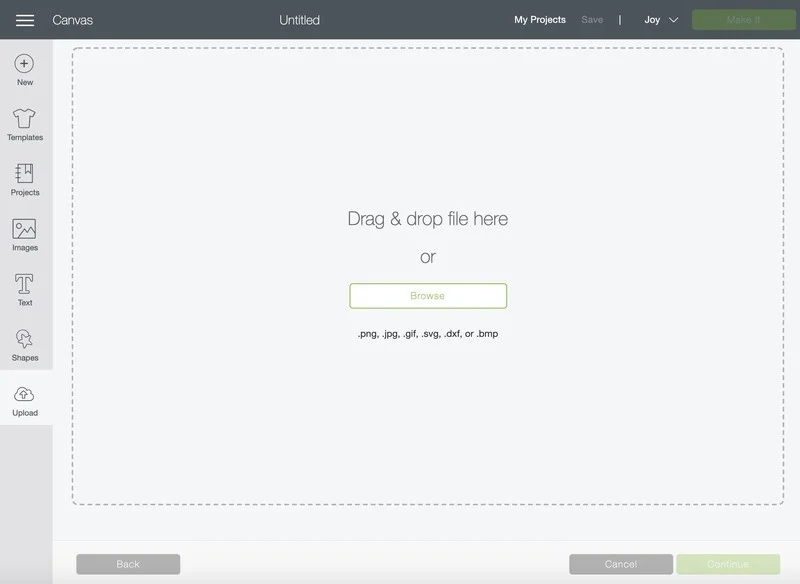 Canvas
Untitled
My Projects
Save
|
Joy
Make It
New
Templates
Projects
Images
Text
Shapes
Upload
Drag & drop file here
or
Browse
.png, .jpg, .gif, .svg, .dxf, or .bmp
Back
Cancel
Continue